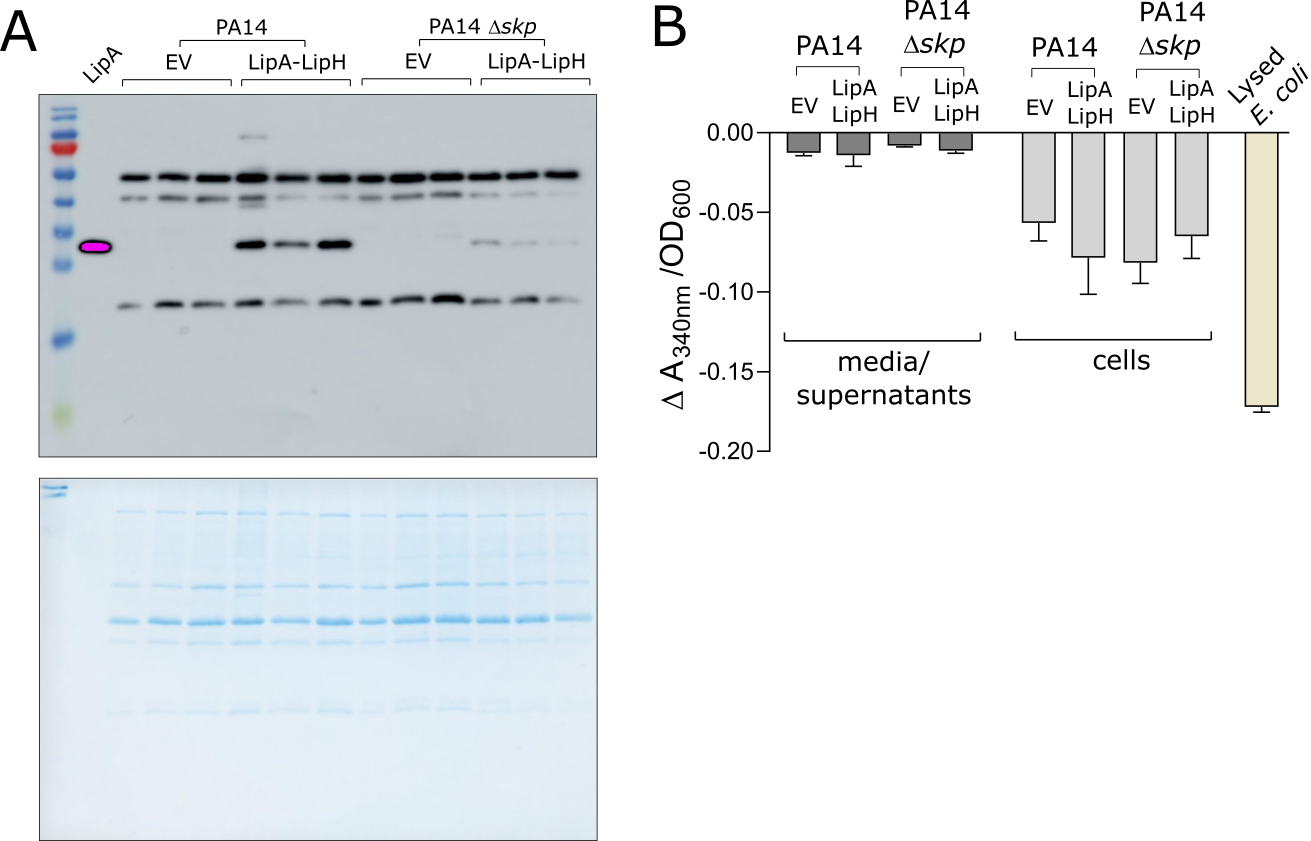 A
LipA
PA14
PA14 Δskp
EV
LipA-LipH
EV
LipA-LipH
B
PA14
PA14
Δskp
EV
LipA
LipH
EV
LipA
LipH
PA14
PA14
Δskp
EV
LipA
LipH
EV
LipA
LipH
Lysed
E. coli
Δ A340nm /OD600
0.00
-0.05
-0.10
-0.15
-0.20
media/
supernatants
cells